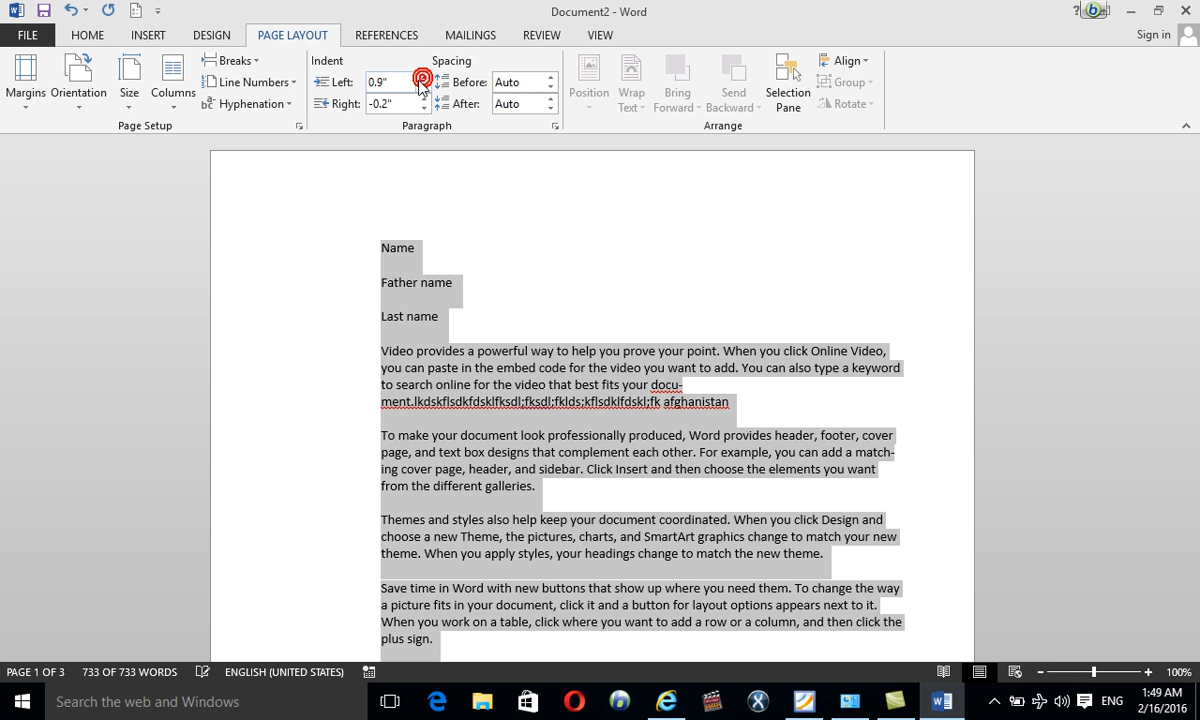 Document2 - Word
?
Sign in
FILE HOME INSERT DESIGN PAGE LAYOUT REFERENCES MAILINGS REVIEW VIEW
Margins
Orientation
Size
Columns
Breaks
Line Numbers
Hyphenation
Page Setup
Indent
Left: 0.9"
Right: -0.2"
Spacing
Before: Auto
After: Auto
Paragraph
Position
Wrap
Text
Bring
Forward
Send
Backward
Selection
Pane
Align
Group
Rotate
Arrange
Name
Father name
Last name
Video provides a powerful way to help you prove your point. When you click Online Video,
you can paste in the embed code for the video you want to add. You can also type a keyword
to search online for the video that best fits your docu-
ment.lkdskflsdkfdsklfksdl;fksdl;fklds;kflsdklfdskl;fk afghanistan
To make your document look professionally produced, Word provides header, footer, cover
page, and text box designs that complement each other. For example, you can add a match-
ing cover page, header, and sidebar. Click Insert and then choose the elements you want
from the different galleries.
Themes and styles also help keep your document coordinated. When you click Design and
choose a new Theme, the pictures, charts, and SmartArt graphics change to match your new
theme. When you apply styles, your headings change to match the new theme.
Save time in Word with new buttons that show up where you need them. To change the way
a picture fits in your document, click it and a button for layout options appears next to it.
When you work on a table, click where you want to add a row or a column, and then click the
plus sign.
PAGE 1 OF 3 733 OF 733 WORDS ENGLISH (UNITED STATES) 100%
Search the web and Windows
ENG
1:49 AM
2/16/2016